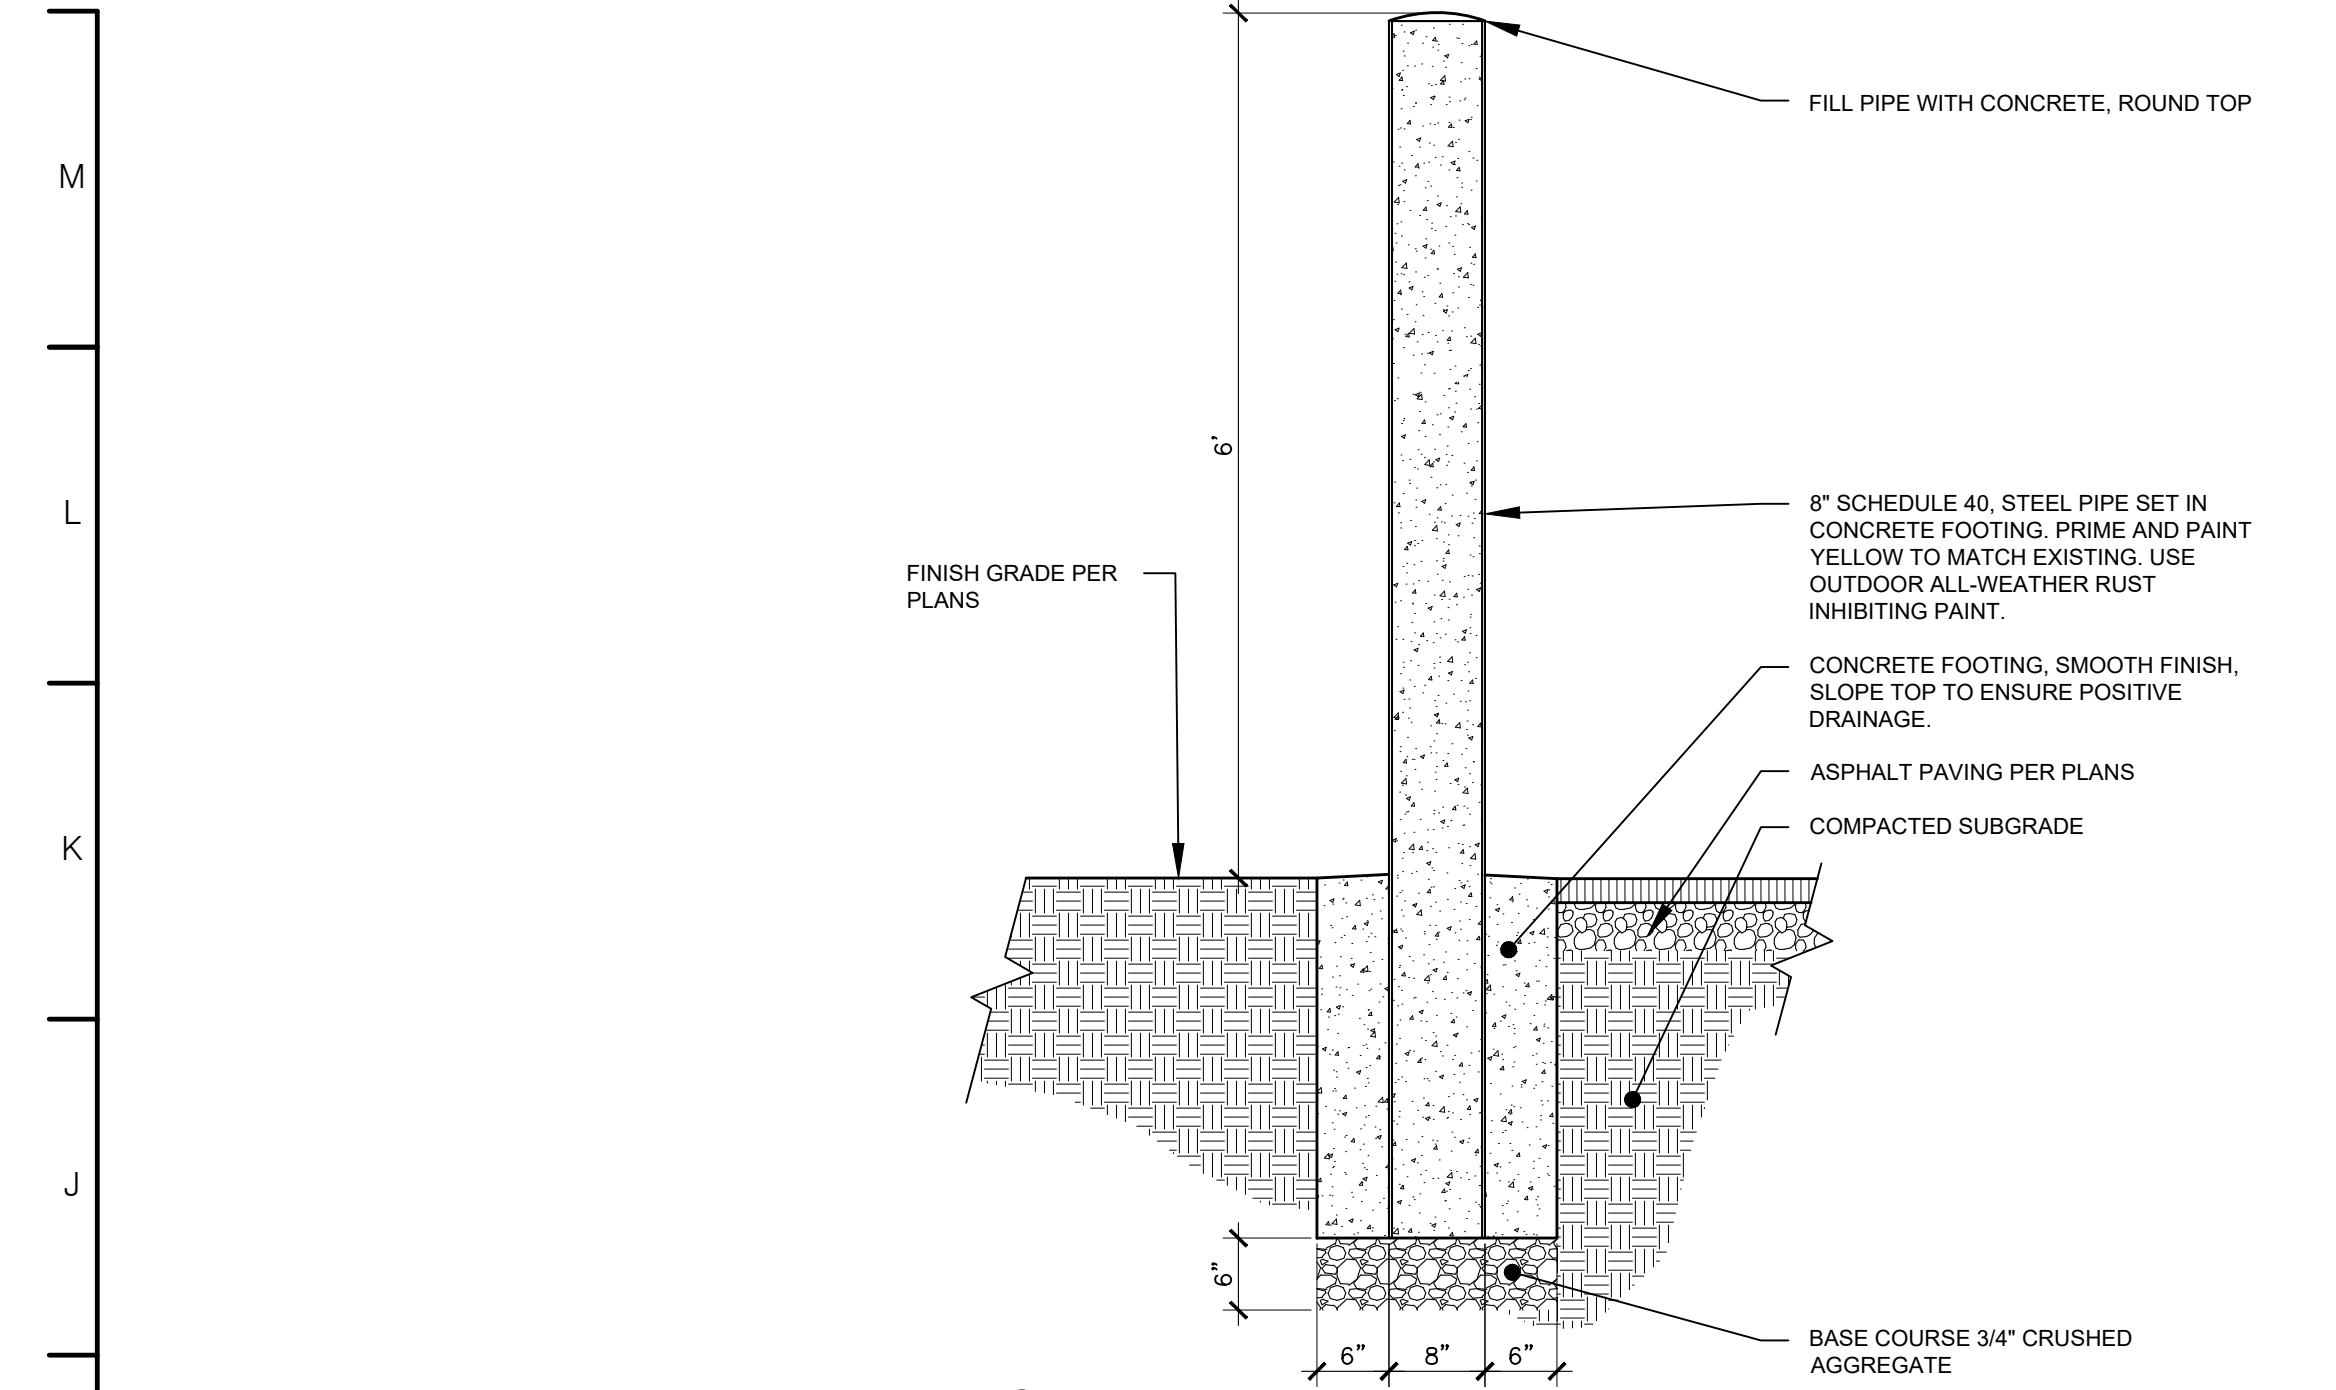 M
L
K
J
FILL PIPE WITH CONCRETE, ROUND TOP
6'
8" SCHEDULE 40, STEEL PIPE SET IN
CONCRETE FOOTING. PRIME AND PAINT
YELLOW TO MATCH EXISTING. USE
OUTDOOR ALL-WEATHER RUST
INHIBITING PAINT.
FINISH GRADE PER
PLANS
CONCRETE FOOTING, SMOOTH FINISH,
SLOPE TOP TO ENSURE POSITIVE
DRAINAGE.
ASPHALT PAVING PER PLANS
COMPACTED SUBGRADE
6"
BASE COURSE 3/4" CRUSHED
AGGREGATE
6" 8" 6"